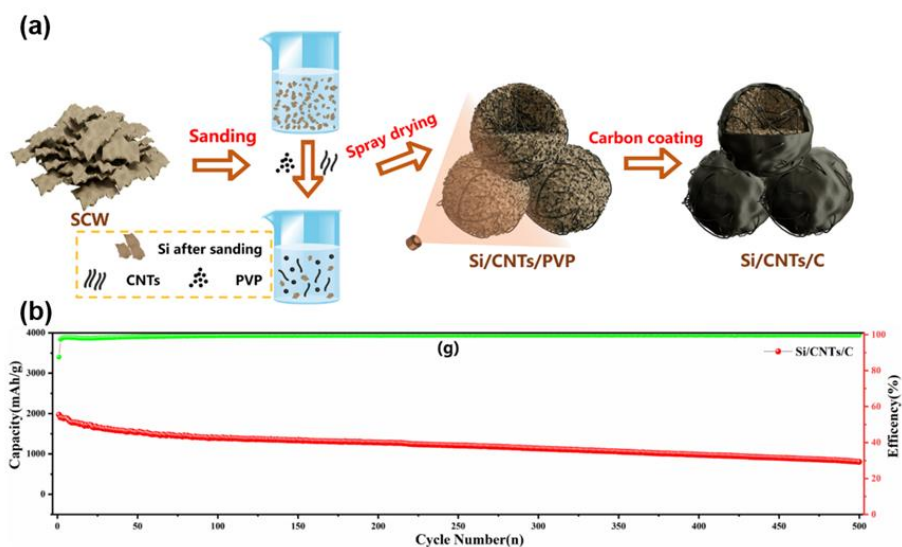 (a)
Sanding
Spray drying
Carbon coating
SCW
Si after sanding
CNTs
PVP
Si/CNTs/PVP
Si/CNTs/C
(b)
(g)
Si/CNTs/C
Capacity(mAh/g)
4000
3000
2000
1000
0
Efficency(%)
100
80
60
40
20
0
0 50 100 150 200 250 300 350 400 450 500
Cycle Number(n)